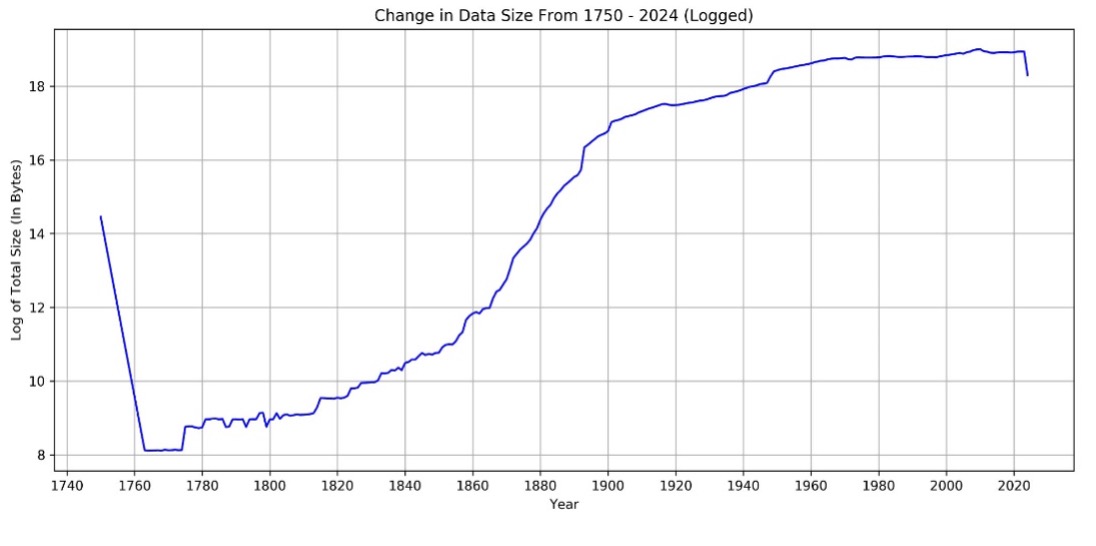 Change in Data Size From 1750 - 2024 (Logged)
Log of Total Size (In Bytes)
18
16
14
12
10
8
1740 1760 1780 1800 1820 1840 1860 1880 1900 1920 1940 1960 1980 2000 2020
Year